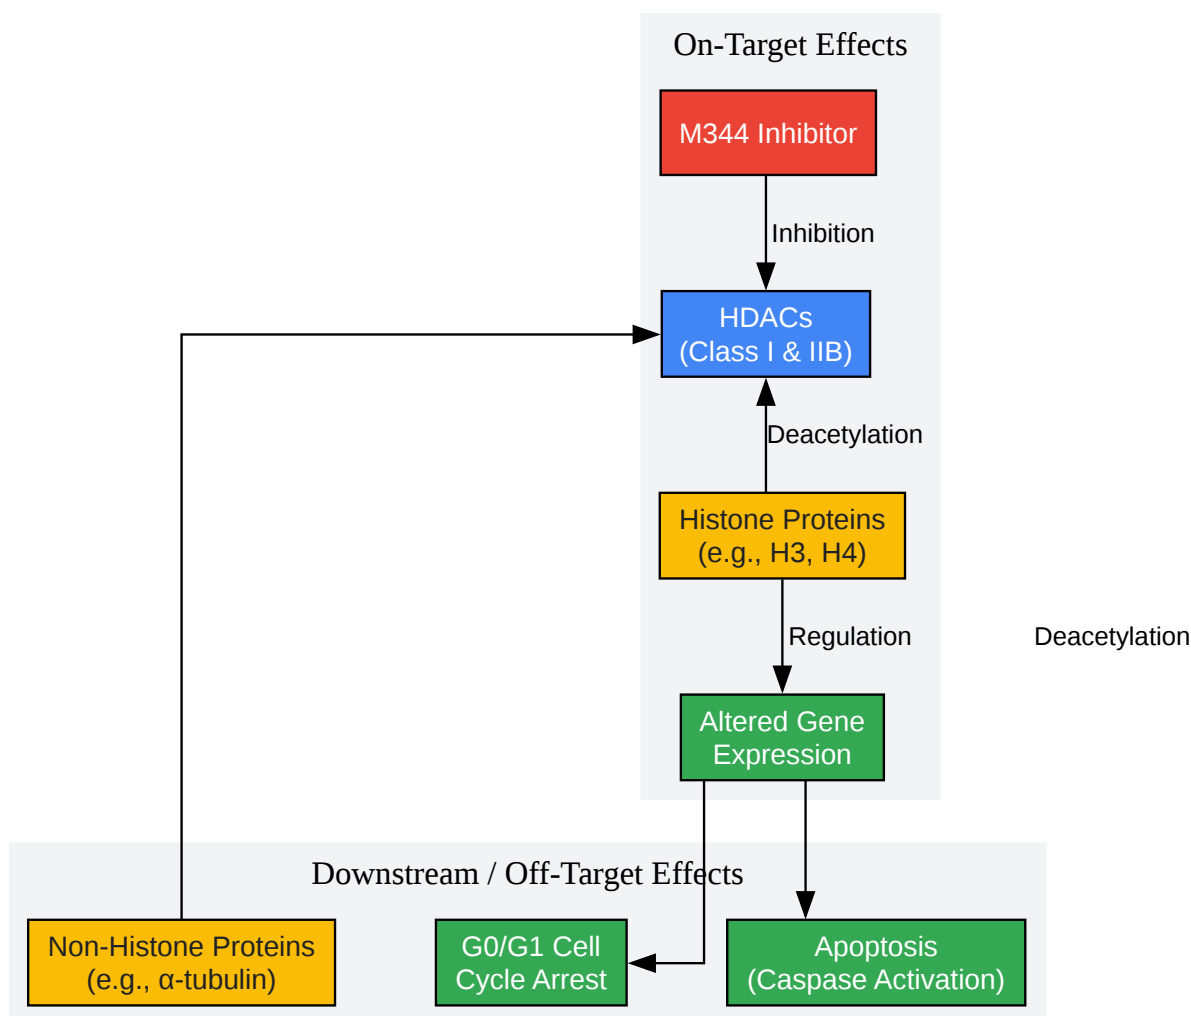 On-Target Effects
M344 Inhibitor
Inhibition
HDACs
(Class I & IIB)
Deacetylation
Histone Proteins
(e.g., H3, H4)
Regulation
Deacetylation
Altered Gene
Expression
Downstream / Off-Target Effects
Non-Histone Proteins
(e.g., α-tubulin)
G0/G1 Cell
Cycle Arrest
Apoptosis
(Caspase Activation)